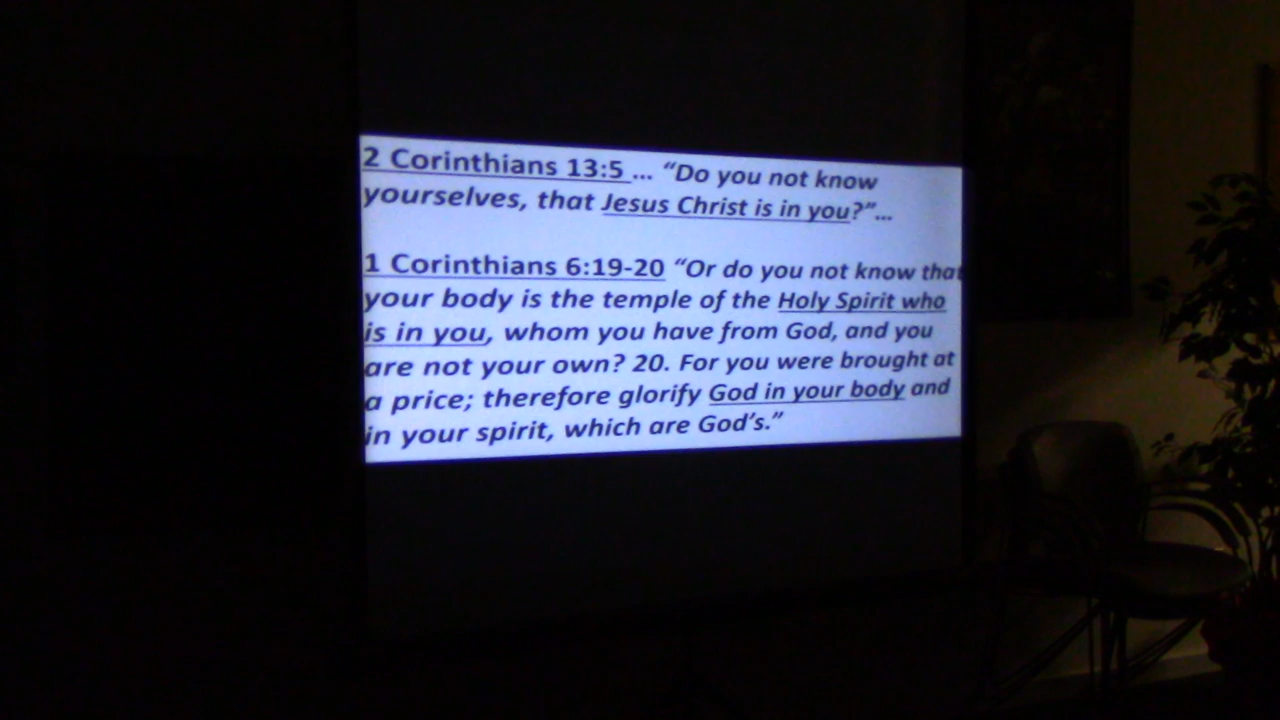 2 Corinthians 13:5 ... “Do you not know
yourselves, that Jesus Christ is in you?”...
1 Corinthians 6:19-20 “Or do you not know that
your body is the temple of the Holy Spirit who
is in you, whom you have from God, and you
are not your own? 20. For you were brought at
a price; therefore glorify God in your body and
in your spirit, which are God’s.”